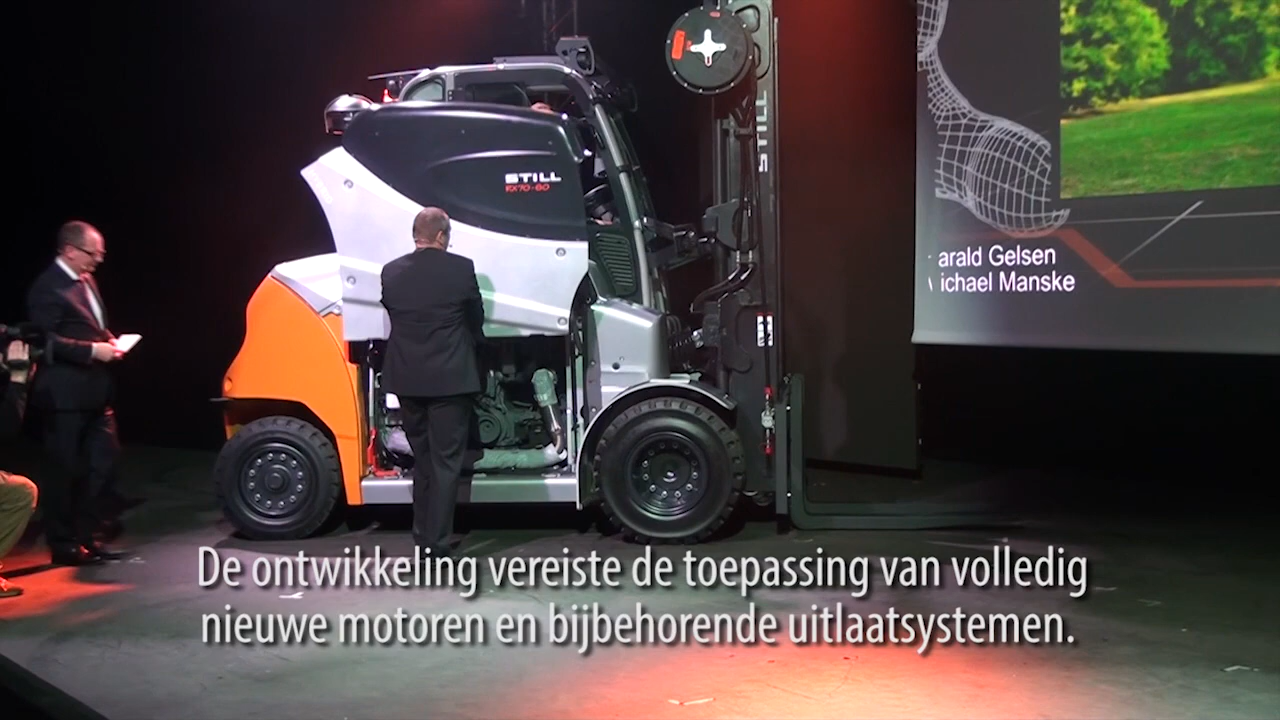 STILL
RX70-60
STILL
arald Gelsen
ichael Manske
De ontwikkeling vereiste de toepassing van volledig
nieuwe motoren en bijbehorende uitlaatsystemen.